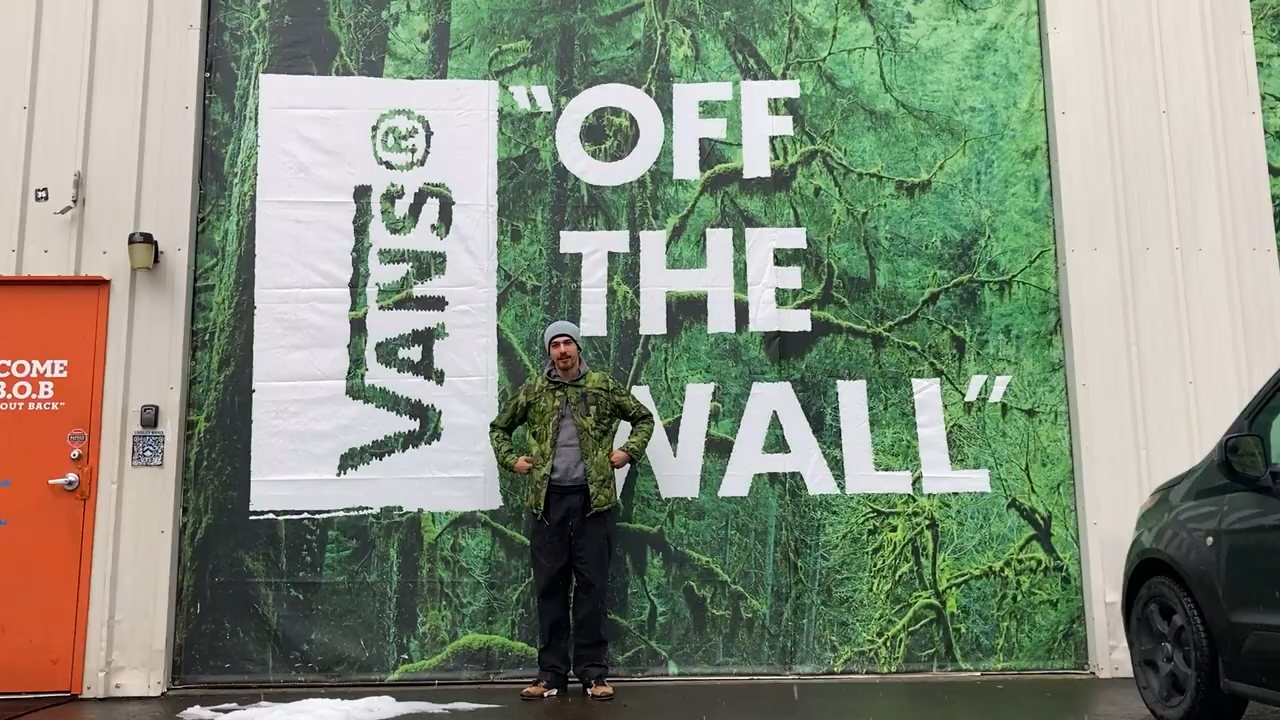 VANS®
“OFF
THE
WALL”
COME
B.O.B
OUT BACK”